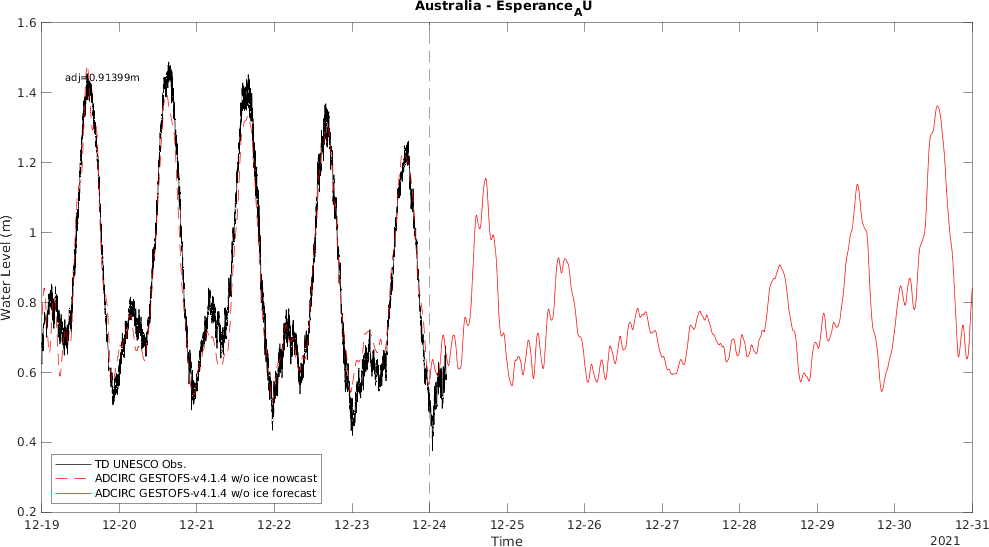 Australia - Esperance_AU
1.6
1.4
1.2
1
0.8
0.6
0.4
0.2
Water Level (m)
adj=0.91399m
TD UNESCO Obs.
ADCIRC GESTOFS-v4.1.4 w/o ice nowcast
ADCIRC GESTOFS-v4.1.4 w/o ice forecast
12-19 12-20 12-21 12-22 12-23 12-24 12-25 12-26 12-27 12-28 12-29 12-30 12-31
Time
2021